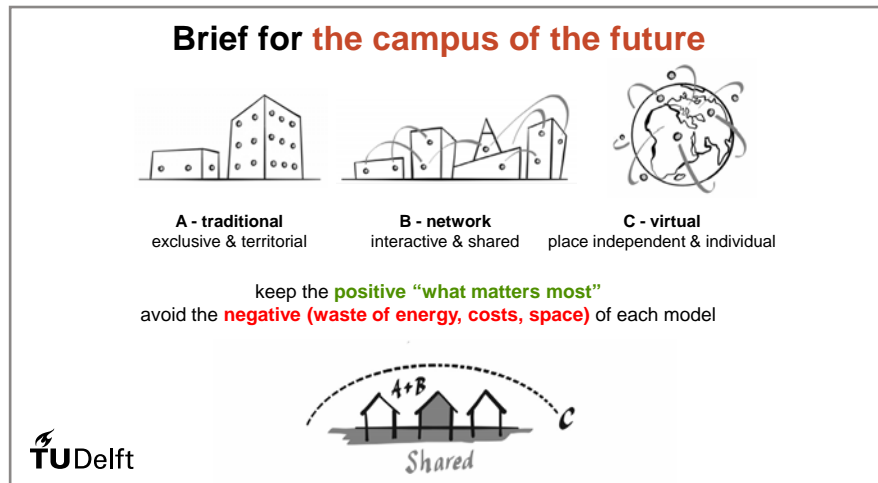 Brief for the campus of the future
A - traditional
exclusive & territorial
B - network
interactive & shared
C - virtual
place independent & individual
keep the positive “what matters most”
avoid the negative (waste of energy, costs, space) of each model
A+B
C
Shared
TUDelft